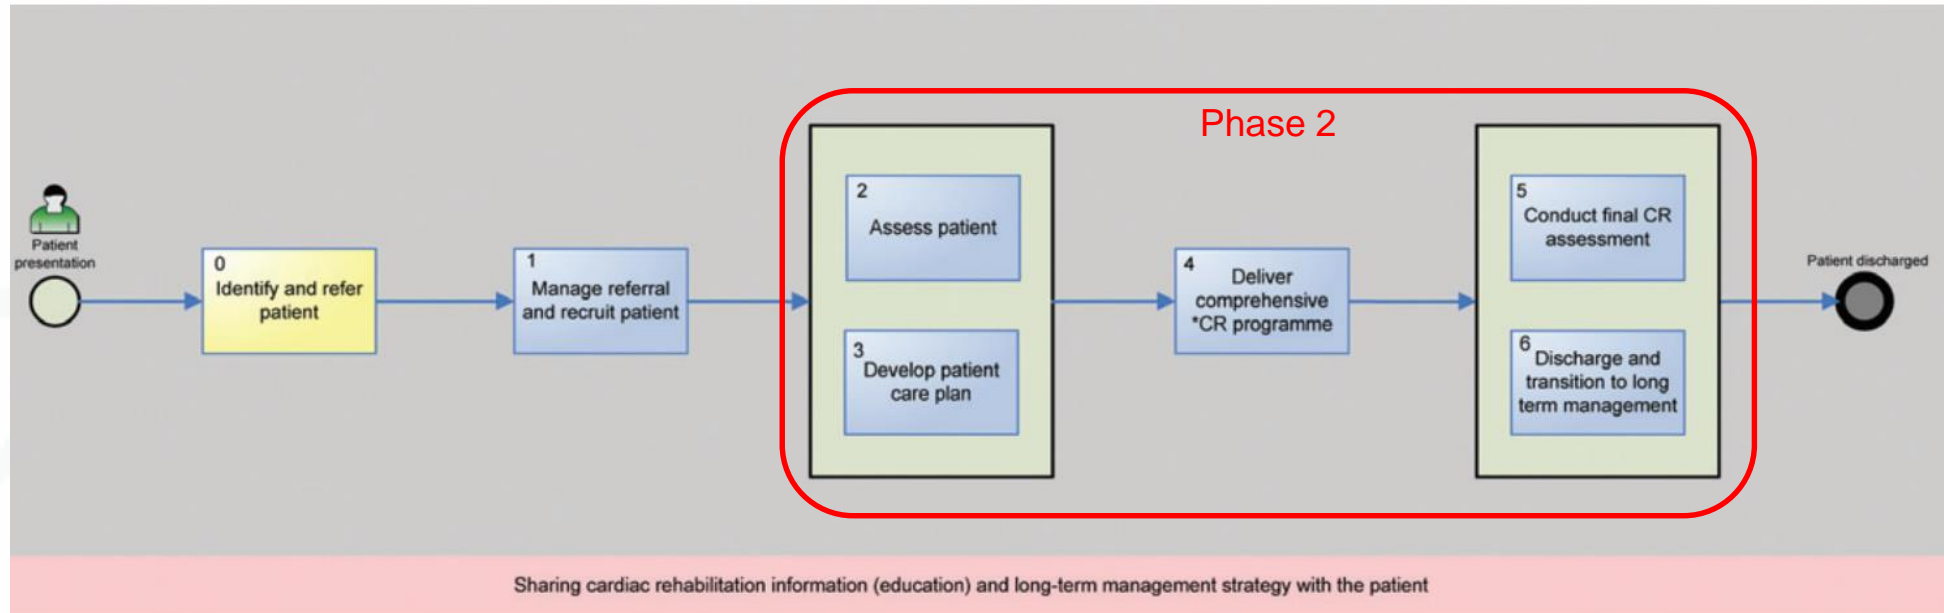 Phase 2
Patient
presentation
0
Identify and refer
patient
1
Manage referral
and recruit patient
2
Assess patient
3
Develop patient
care plan
4
Deliver
comprehensive
*CR programme
5
Conduct final CR
assessment
6
Discharge and
transition to long
term management
Patient discharged
Sharing cardiac rehabilitation information (education) and long-term management strategy with the patient